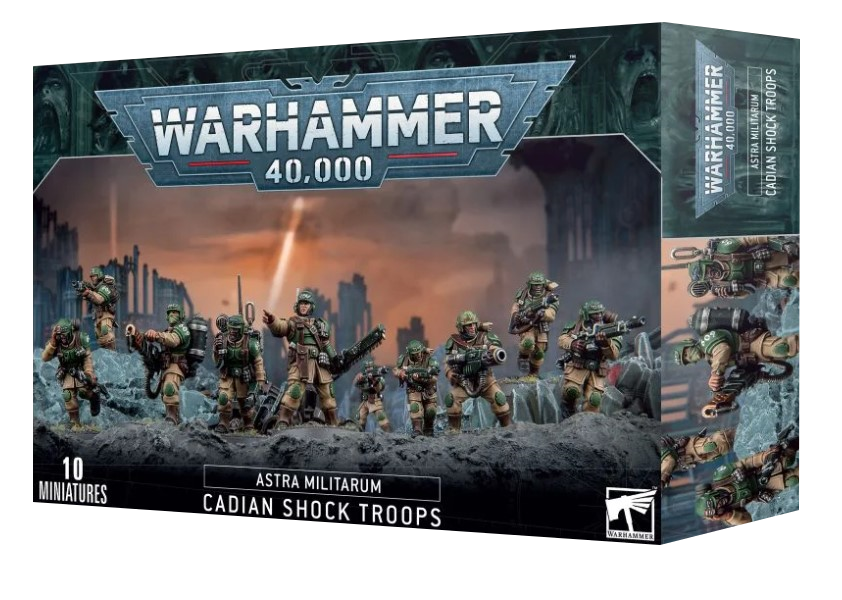 WARHAMMER
40,000
™
10
MINIATURES
ASTRA MILITARUM
CADIAN SHOCK TROOPS
WARHAMMER
WARHAMMER
40,000
ASTRA MILITARUM
CADIAN SHOCK TROOPS